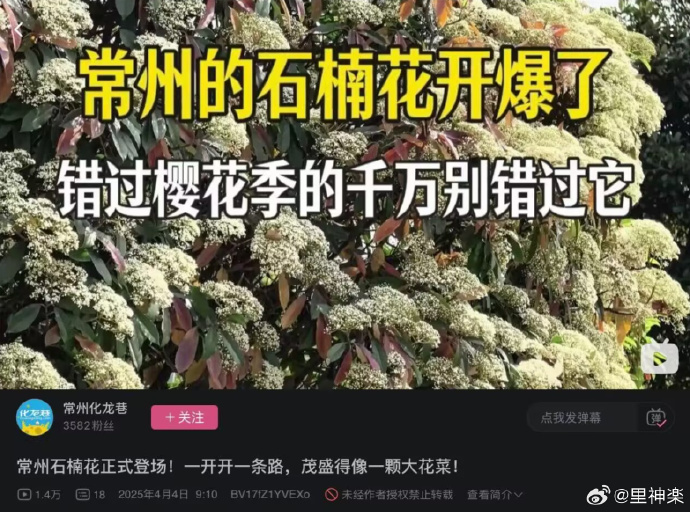 常州的石楠花开爆了
错过樱花季的千万别错过它
化龙巷
常州化龙巷
3582粉丝
+关注
点我发弹幕
弹
常州石楠花正式登场！一开开一条路，茂盛得像一颗大花菜！
1.4万 18 2025年4月4日 9:10 BV17!Z1YVEXo 未经作者授权禁止转载 查看简介
@里神楽